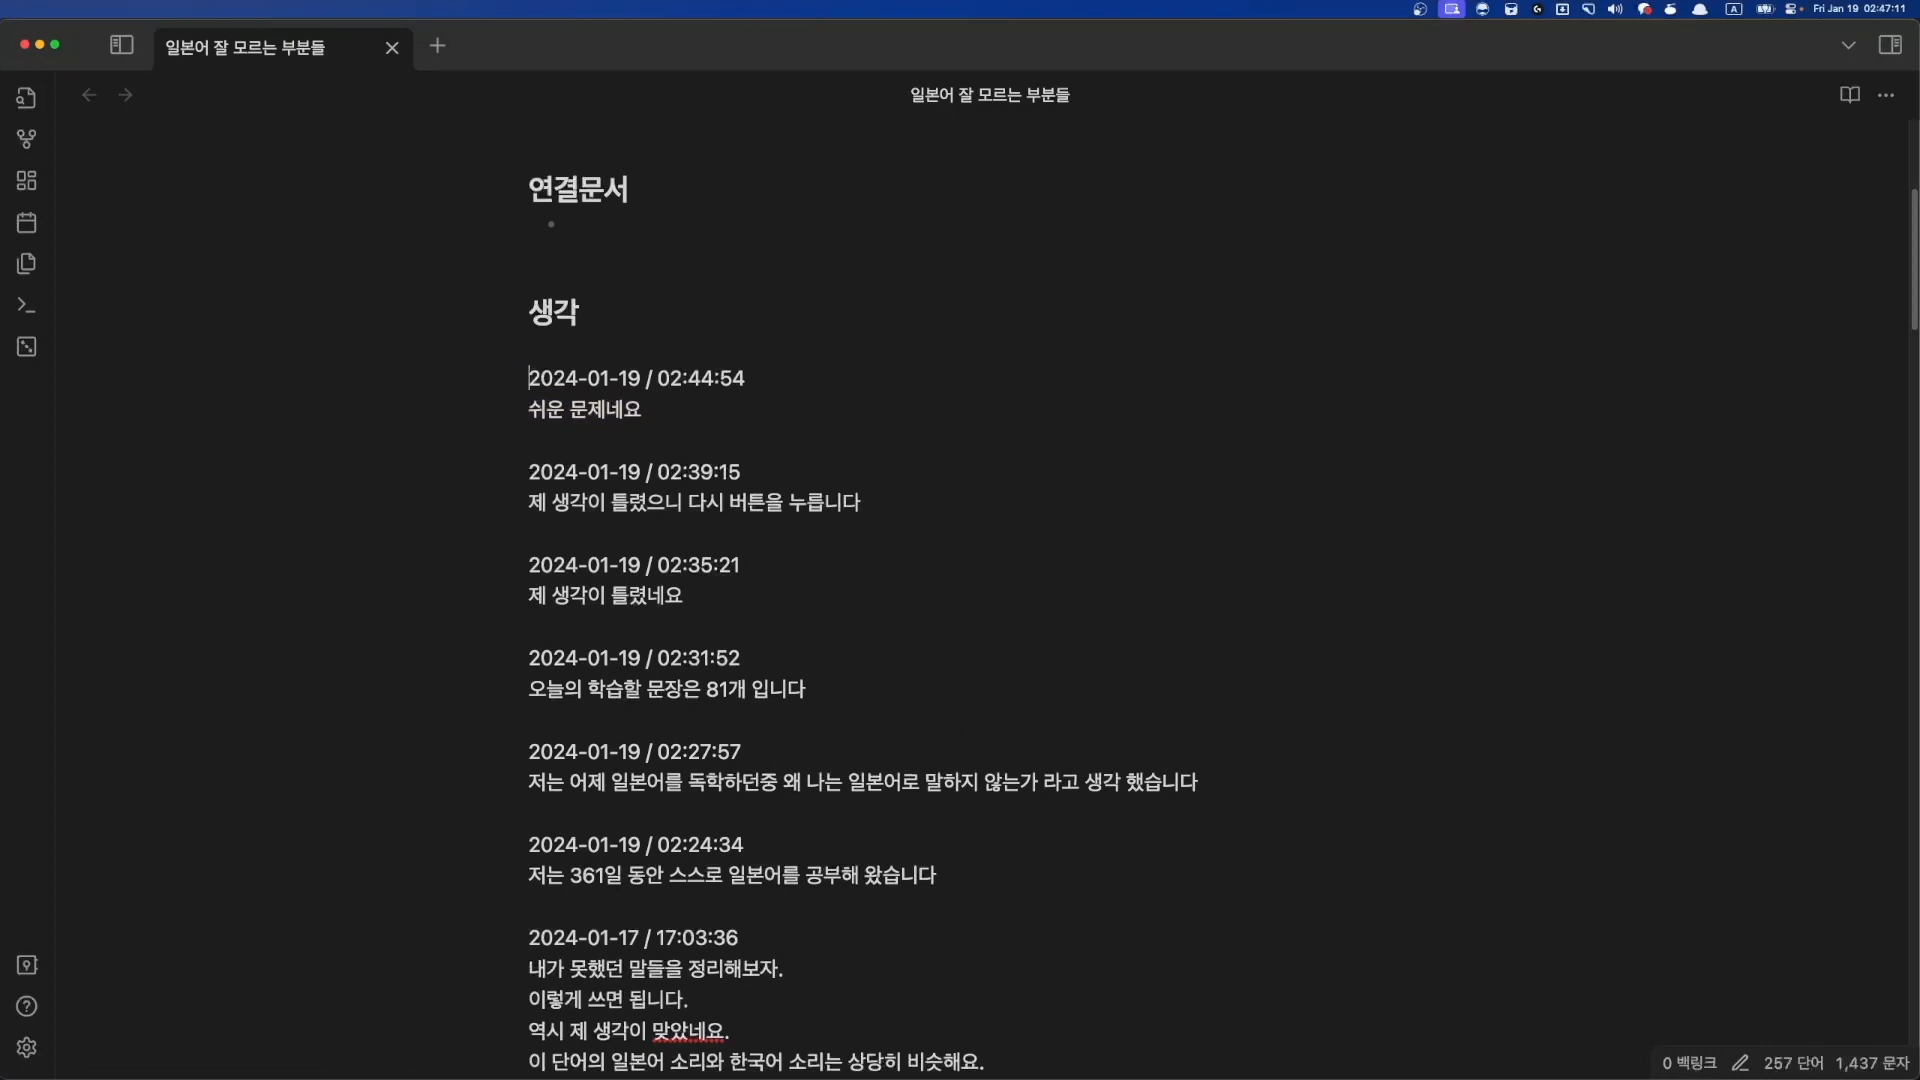 Fri Jan 19 02:47:11
일본어 잘 모르는 부분들
일본어 잘 모르는 부분들
연결문서
생각
2024-01-19 / 02:44:54
쉬운 문제네요
2024-01-19 / 02:39:15
제 생각이 틀렸으니 다시 버튼을 누릅니다
2024-01-19 / 02:35:21
제 생각이 틀렸네요
2024-01-19 / 02:31:52
오늘의 학습할 문장은 81개 입니다
2024-01-19 / 02:27:57
저는 어제 일본어를 독학하던중 왜 나는 일본어로 말하지 않는가 라고 생각 했습니다
2024-01-19 / 02:24:34
저는 361일 동안 스스로 일본어를 공부해 왔습니다
2024-01-17 / 17:03:36
내가 못했던 말들을 정리해보자.
이렇게 쓰면 됩니다.
역시 제 생각이 맞았네요.
이 단어의 일본어 소리와 한국어 소리는 상당히 비슷해요.
0 백링크 257 단어 1,437 문자